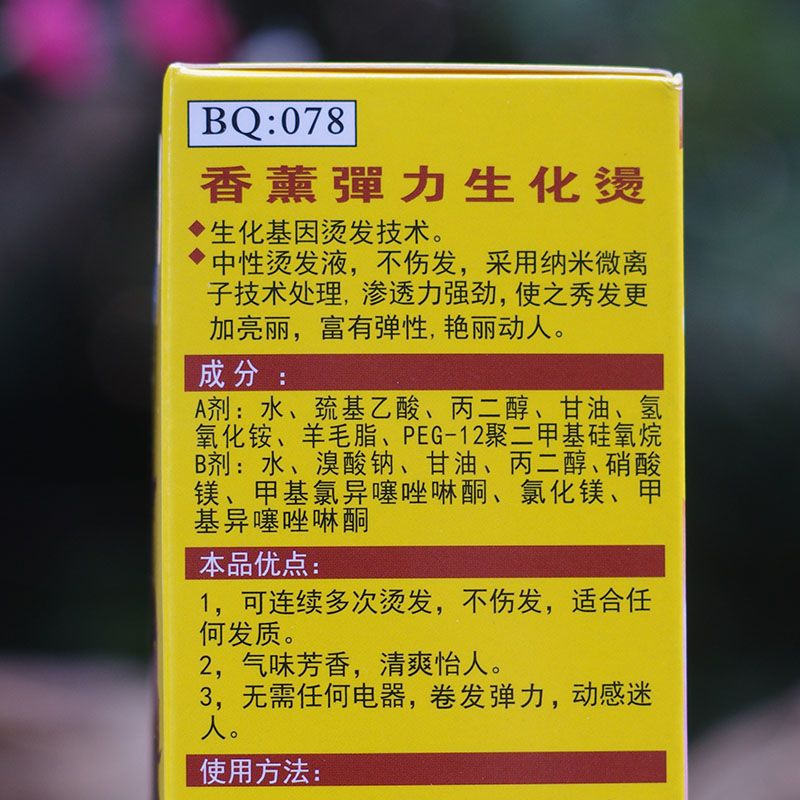 BQ:078
香薰彈力生化燙
◆生化基因烫发技术。
◆中性烫发液，不伤发，采用纳米微离
子技术处理，渗透力强劲，使之秀发更
加亮丽，富有弹性，艳丽动人。
成分：
A剂：水、巯基乙酸、丙二醇、甘油、氢
氧化铵、羊毛脂、PEG-12聚二甲基硅氧烷
B剂：水、溴酸钠、甘油、丙二醇、硝酸
镁、甲基氯异噻唑啉酮、氯化镁、甲
基异噻唑啉酮
本品优点：
1，可连续多次烫发，不伤发，适合任
何发质。
2，气味芳香，清爽怡人。
3，无需任何电器，卷发弹力，动感迷
人。
使用方法：